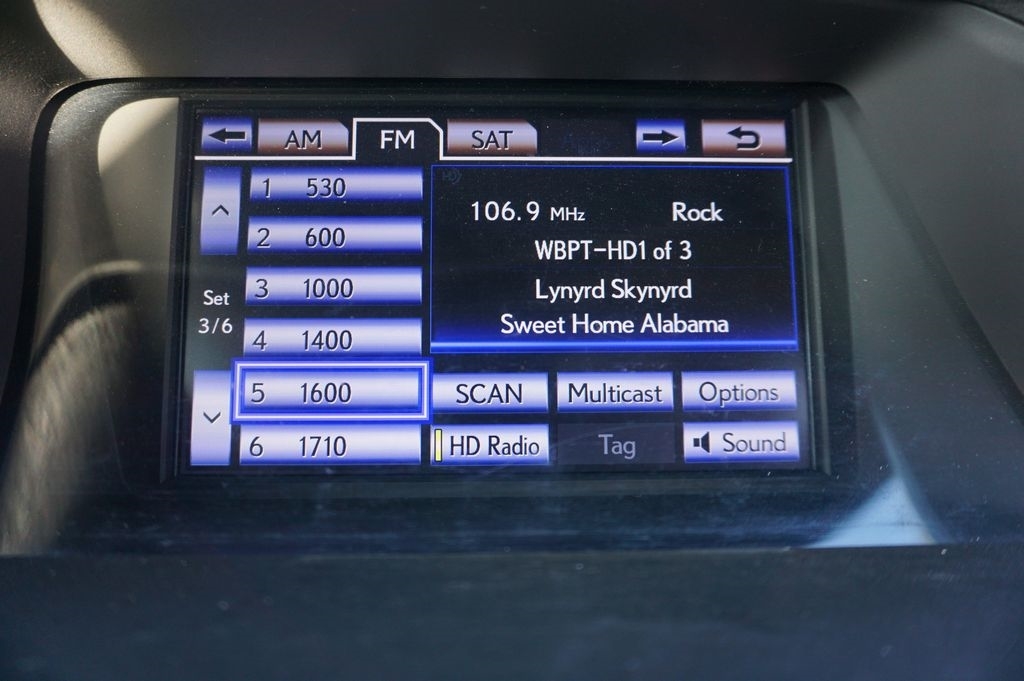 AM FM SAT
1 530
2 600
3 1000
4 1400
5 1600
6 1710
Set
3/6
106.9 MHz Rock
WBPT-HD1 of 3
Lynyrd Skynyrd
Sweet Home Alabama
SCAN Multicast Options
HD Radio Tag Sound